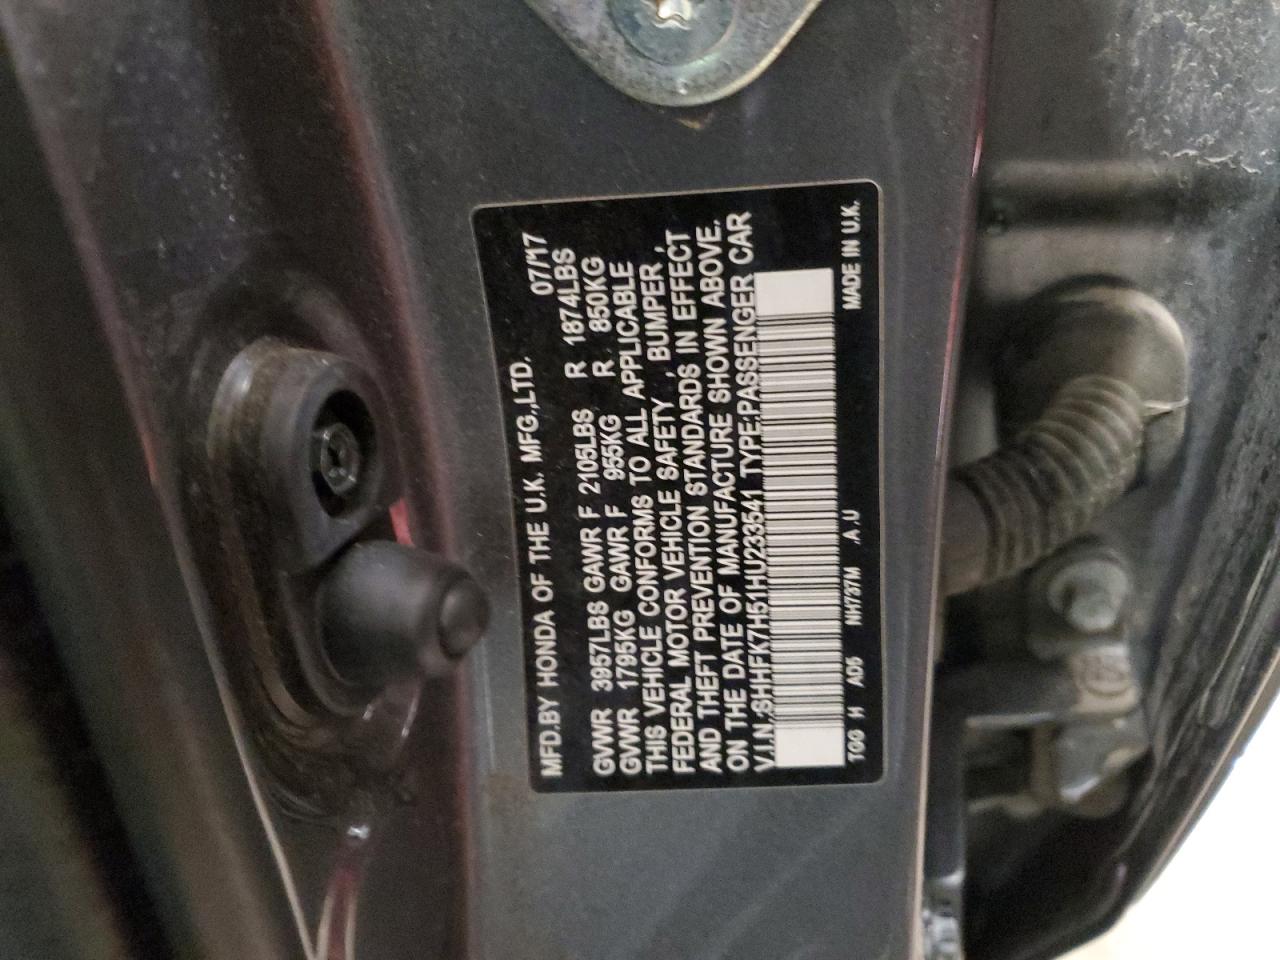 MFD.BY HONDA OF THE U.K. MFG.,LTD. 07/17
GVWR 3957LBS GAWR F 2105LBS R 1874LBS
GVWR 1795KG GAWR F 955KG R 850KG
THIS VEHICLE CONFORMS TO ALL APPLICABLE
FEDERAL MOTOR VEHICLE SAFETY , BUMPER ,
AND THEFT PREVENTION STANDARDS IN EFFECT
ON THE DATE OF MANUFACTURE SHOWN ABOVE.
V.I.N.:SHHFK7H51HU233541 TYPE:PASSENGER CAR
TGG H AD5 NH737M .A.U MADE IN U.K.